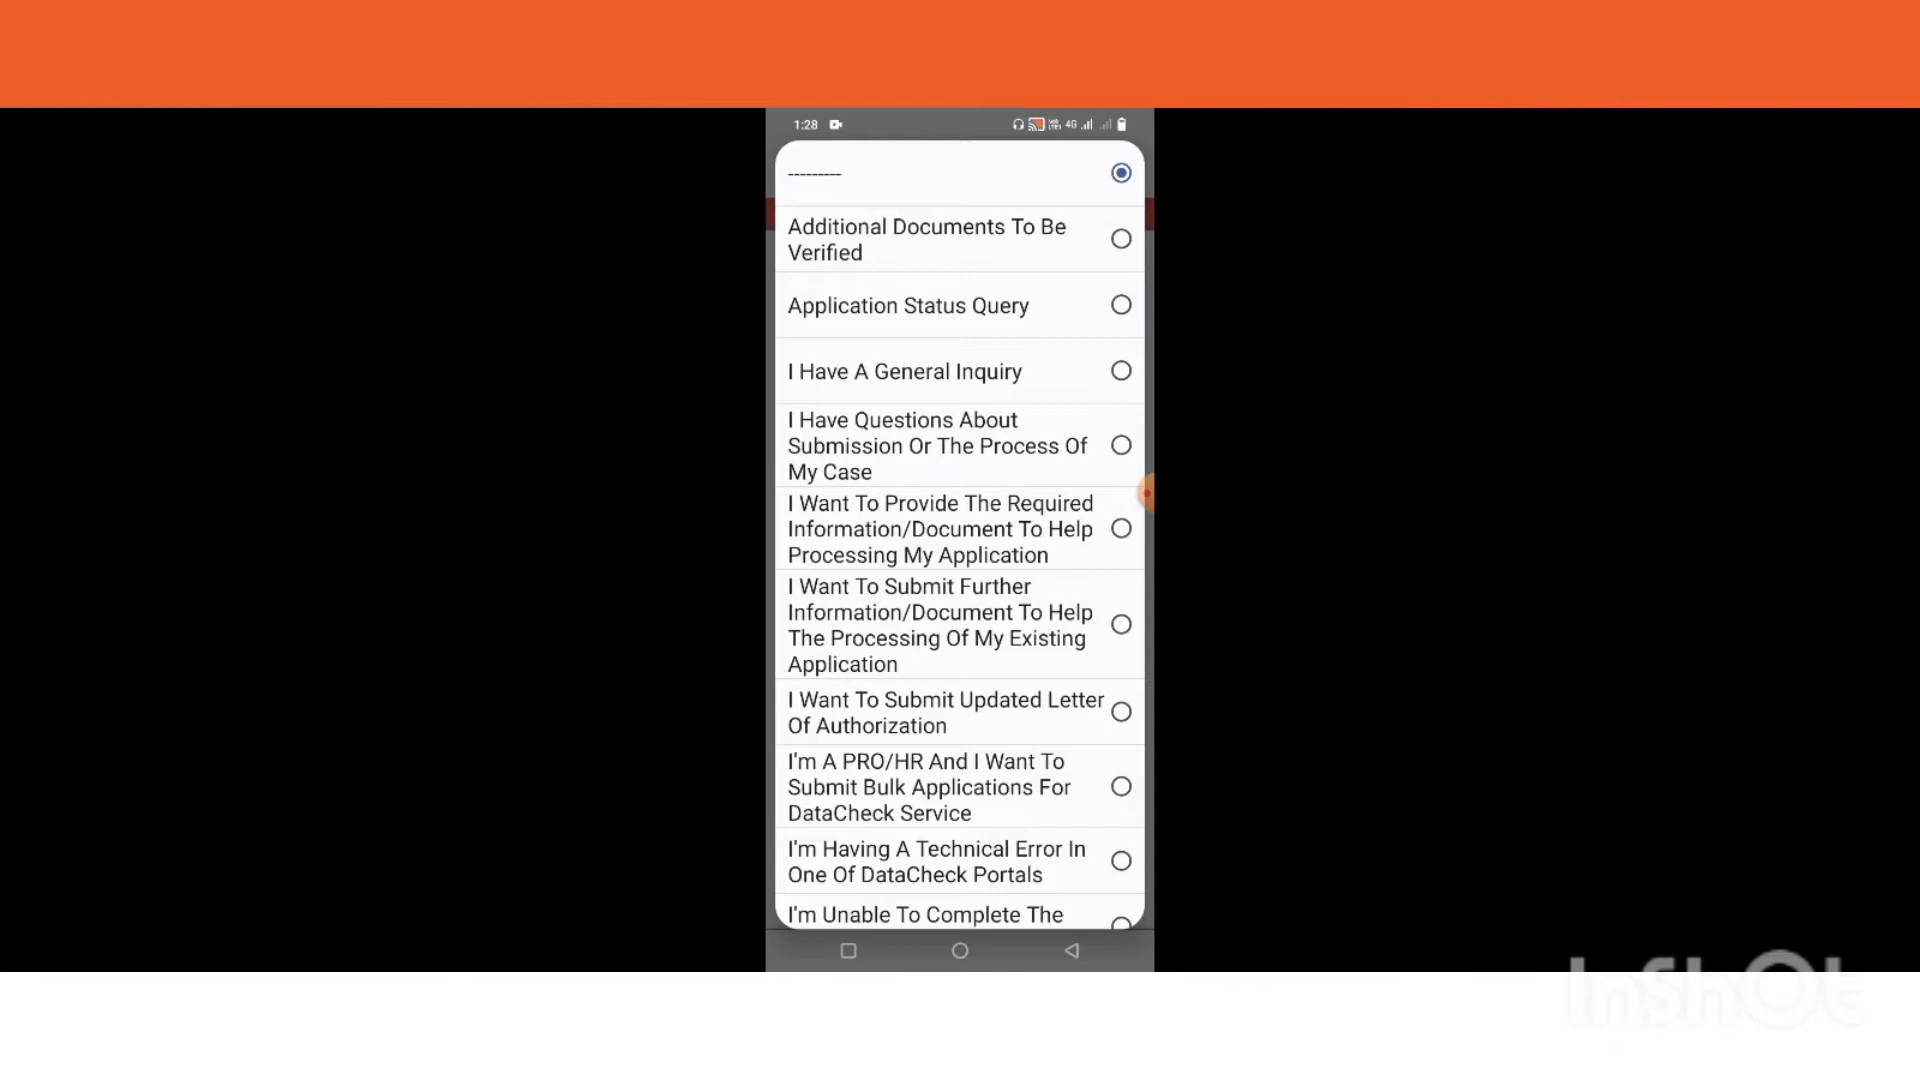 1:28
4G
---------
Additional Documents To Be
Verified
Application Status Query
I Have A General Inquiry
I Have Questions About
Submission Or The Process Of
My Case
I Want To Provide The Required
Information/Document To Help
Processing My Application
I Want To Submit Further
Information/Document To Help
The Processing Of My Existing
Application
I Want To Submit Updated Letter
Of Authorization
I'm A PRO/HR And I Want To
Submit Bulk Applications For
DataCheck Service
I'm Having A Technical Error In
One Of DataCheck Portals
I'm Unable To Complete The
InShOt